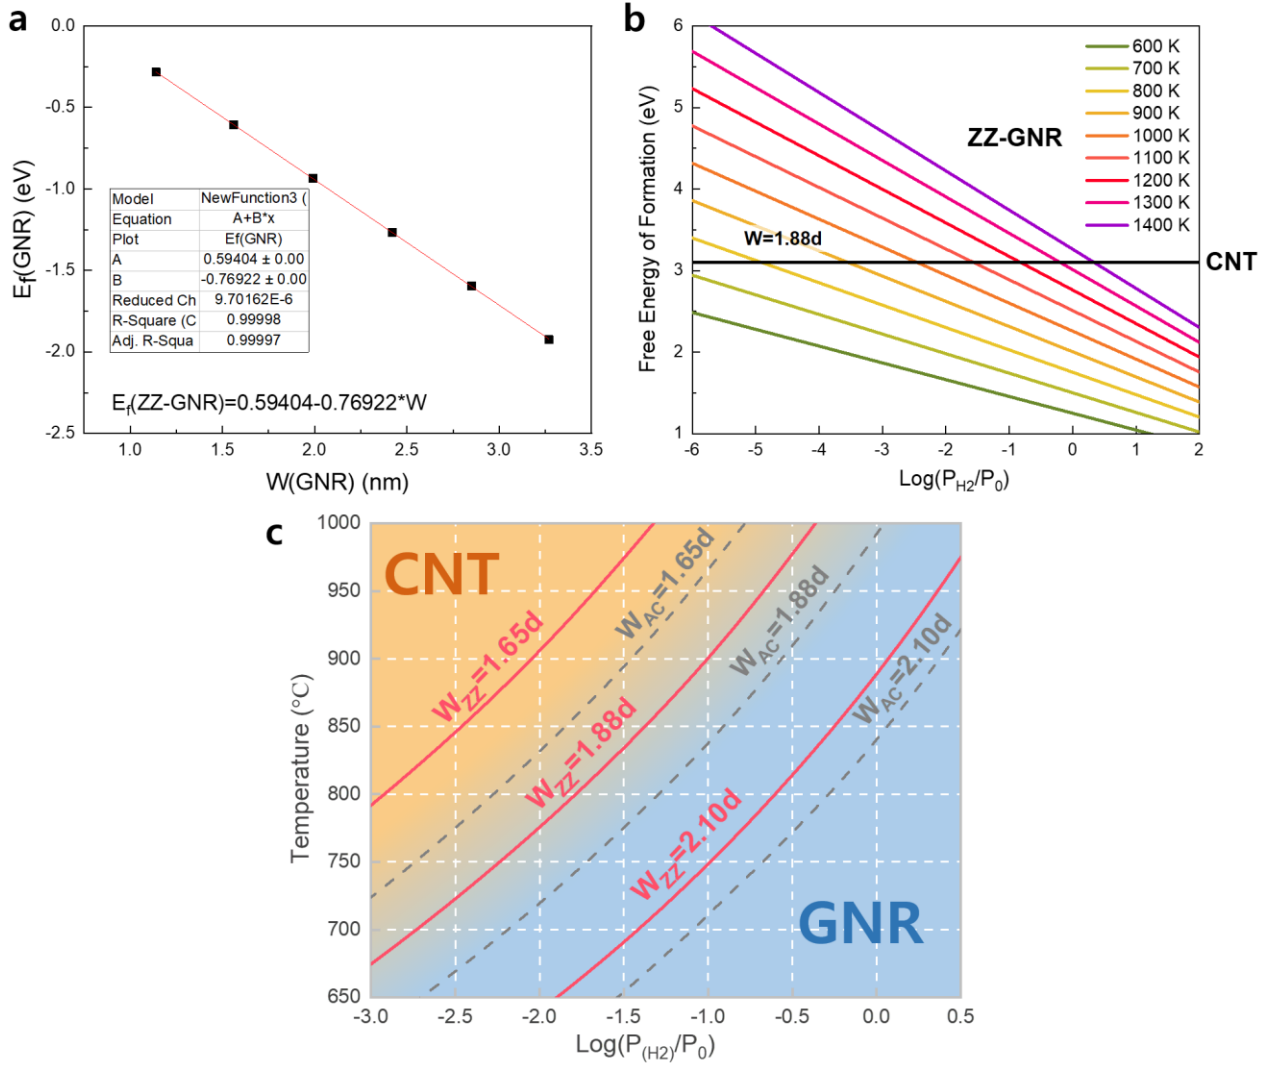 a
0.0
-0.5
-1.0
-1.5
-2.0
-2.5
Ef(GNR) (eV)
Model NewFunction3 (
Equation A+B*x
Plot Ef(GNR)
A 0.59404 ± 0.00
B -0.76922 ± 0.00
Reduced Ch 9.70162E-6
R-Square (C 0.99998
Adj. R-Squa 0.99997
Ef(ZZ-GNR)=0.59404-0.76922*W
1.0 1.5 2.0 2.5 3.0 3.5
W(GNR) (nm)
b
6
5
4
3
2
1
Free Energy of Formation (eV)
ZZ-GNR
600 K
700 K
800 K
900 K
1000 K
1100 K
1200 K
1300 K
1400 K
W=1.88d
CNT
-6 -5 -4 -3 -2 -1 0 1 2
Log(PH2/P0)
c
1000
950
900
850
800
750
700
650
Temperature (°C)
CNT
WZZ=1.65d
WAC=1.65d
WZZ=1.88d
WAC=1.88d
WZZ=2.10d
WAC=2.10d
GNR
-3.0 -2.5 -2.0 -1.5 -1.0 -0.5 0.0 0.5
Log(P(H2)/P0)